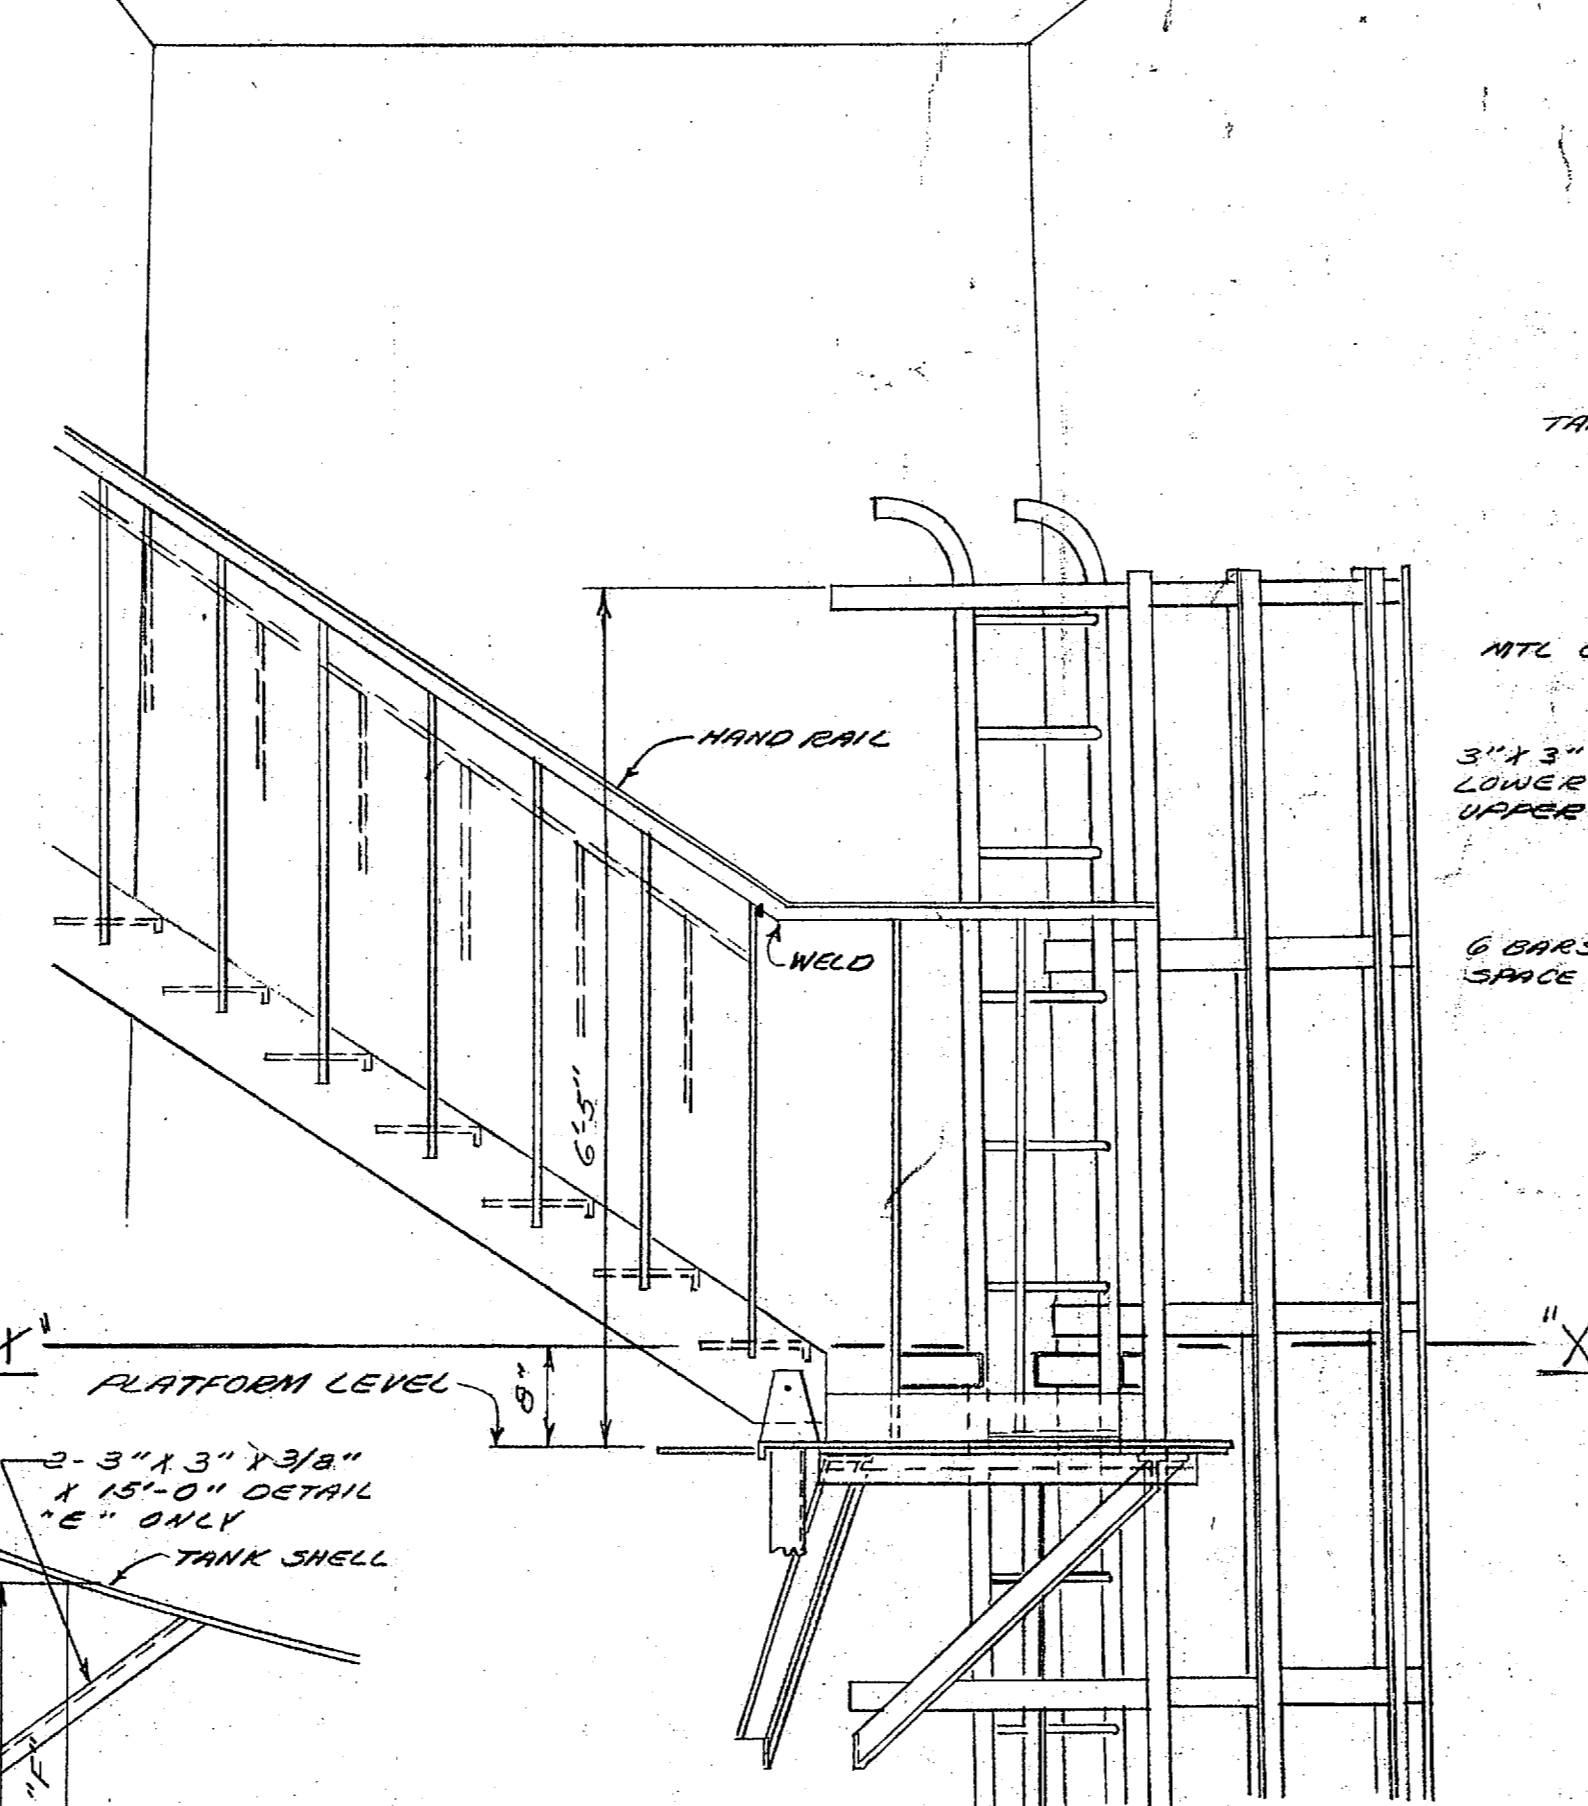 TA
MTL
HAND RAIL
3" X 3"
LOWER
UPPER
WELD
6 BARS
SPACE
6'-5"
"X
PLATFORM LEVEL
8"
2-3" X 3" X 3/8"
X 15'-0" DETAIL
"E" ONLY
TANK SHELL
"F"